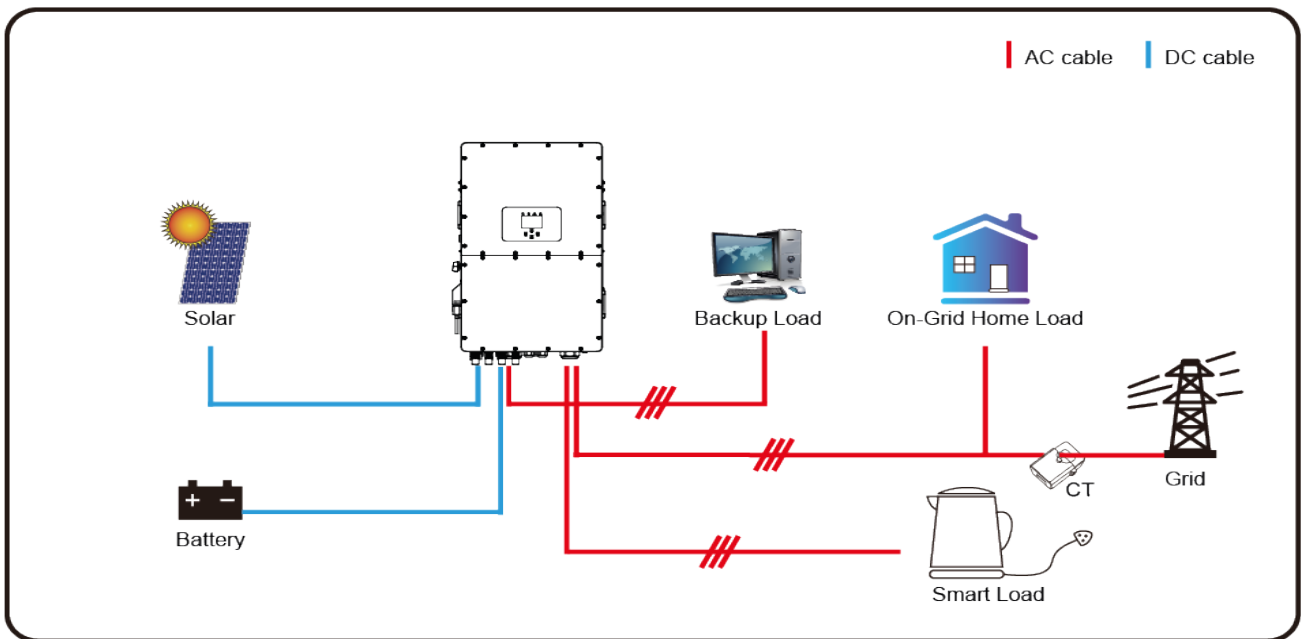 AC cable
DC cable
Solar
Backup Load
On-Grid Home Load
Grid
CT
Battery
Smart Load